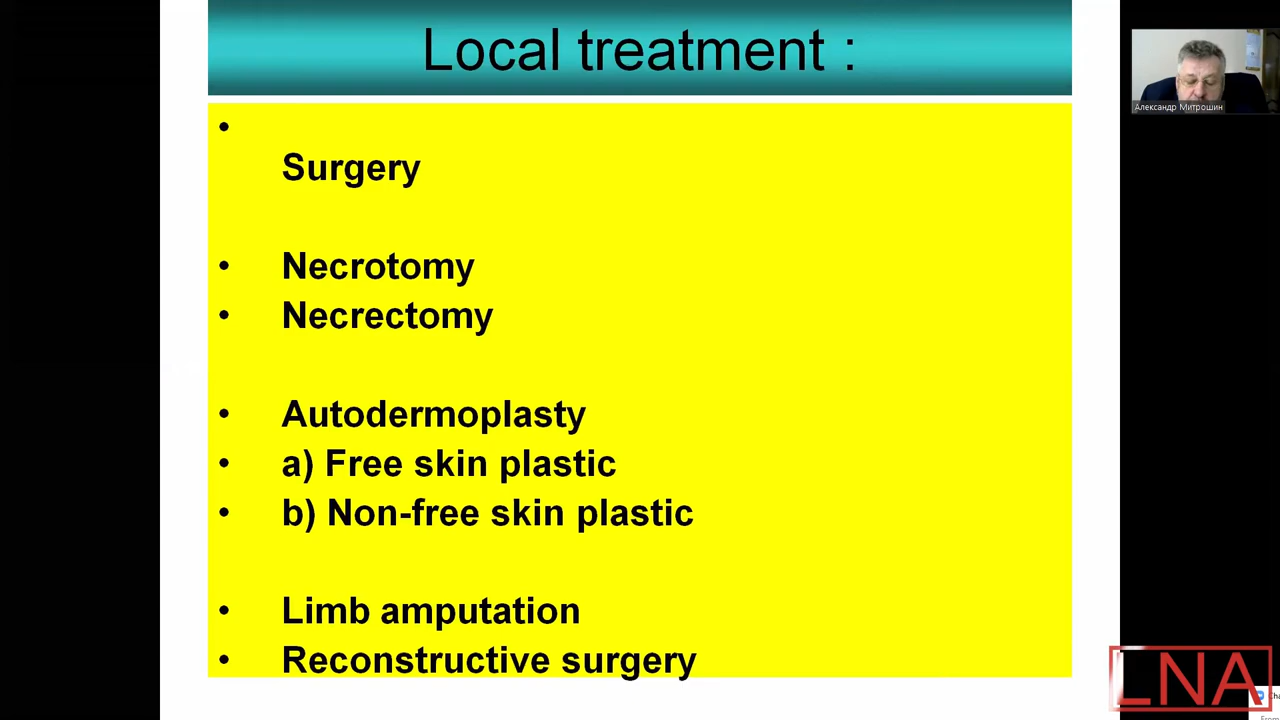 Local treatment :
•
Surgery
• Necrotomy
• Necrectomy
• Autodermoplasty
• a) Free skin plastic
• b) Non-free skin plastic
• Limb amputation
• Reconstructive surgery
Александр Митрошин
LNA